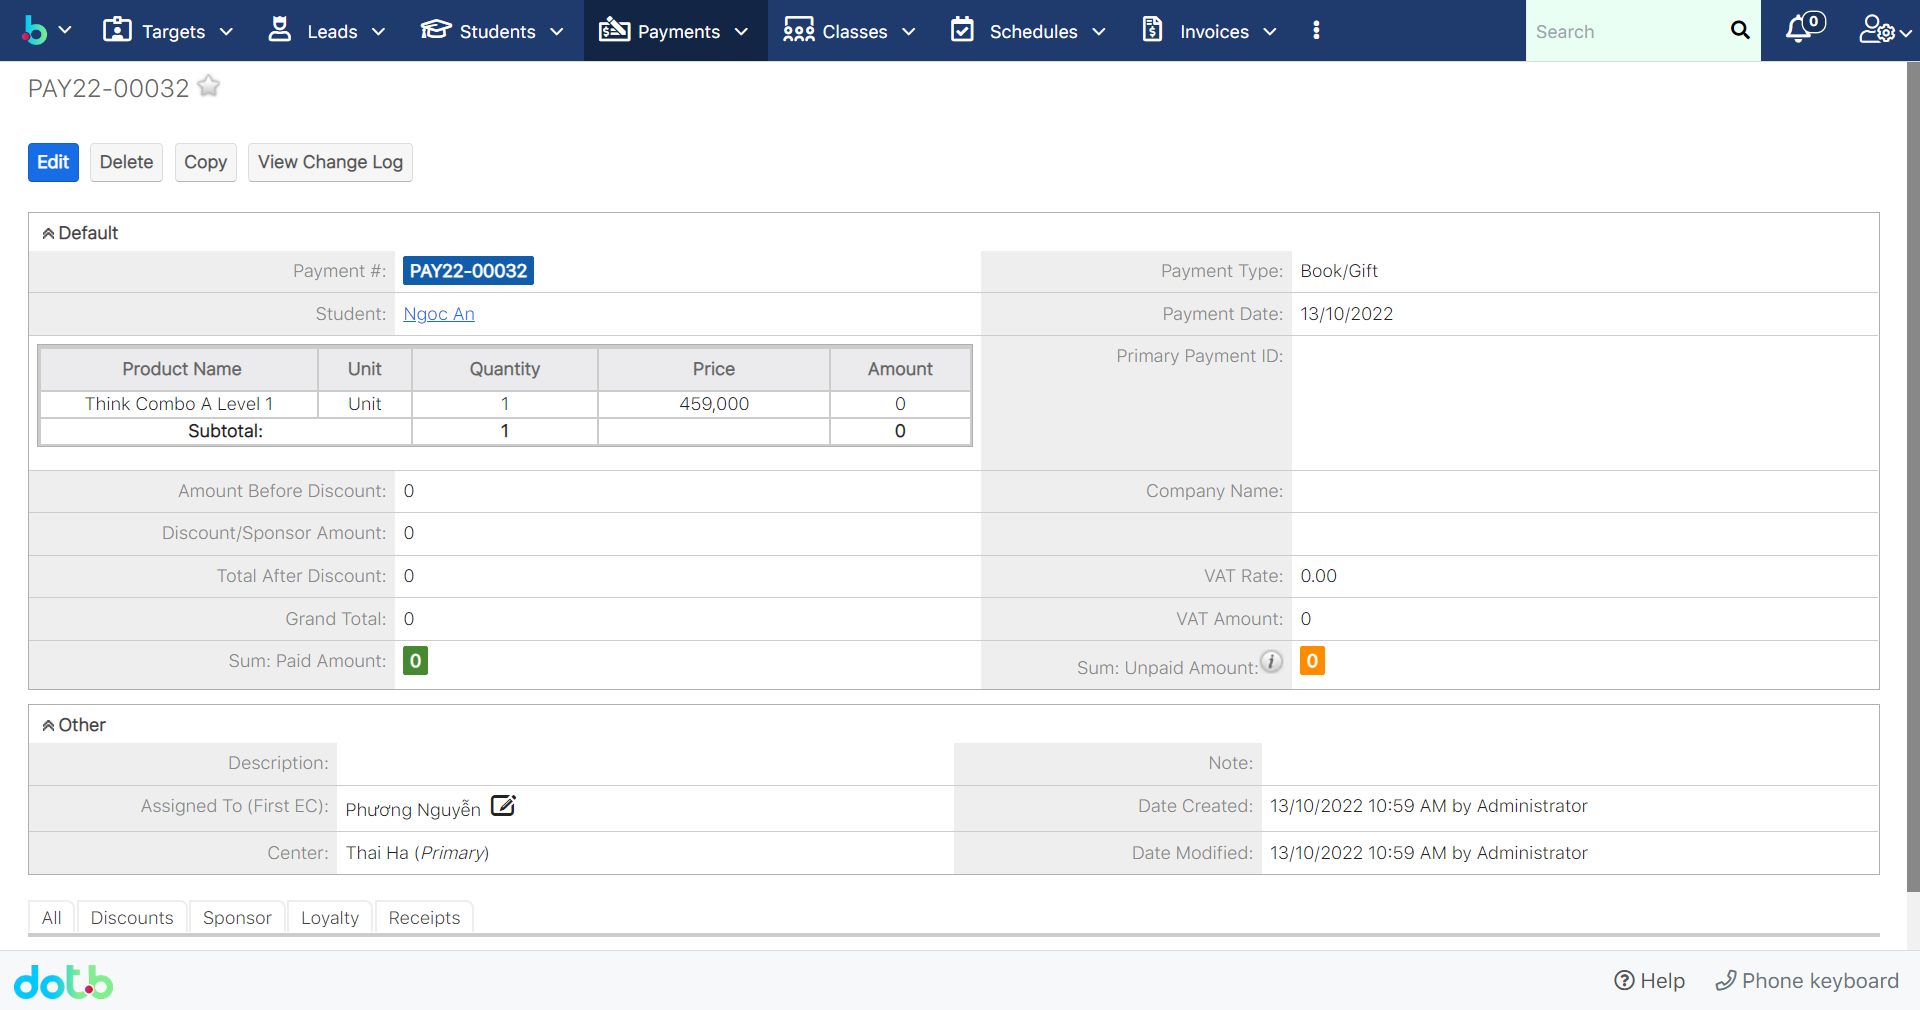 Targets Leads Students Payments Classes Schedules Invoices Search 0
PAY22-00032
Edit Delete Copy View Change Log
Default
Payment #: PAY22-00032 Payment Type: Book/Gift
Student: Ngoc An Payment Date: 13/10/2022
Primary Payment ID:
Product Name Unit Quantity Price Amount
Think Combo A Level 1 Unit 1 459,000 0
Subtotal: 1 0
Amount Before Discount: 0 Company Name:
Discount/Sponsor Amount: 0
Total After Discount: 0 VAT Rate: 0.00
Grand Total: 0 VAT Amount: 0
Sum: Paid Amount: 0 Sum: Unpaid Amount: i 0
Other
Description: Note:
Assigned To (First EC): Phương Nguyễn Date Created: 13/10/2022 10:59 AM by Administrator
Center: Thai Ha (Primary) Date Modified: 13/10/2022 10:59 AM by Administrator
All Discounts Sponsor Loyalty Receipts
dotb Help Phone keyboard